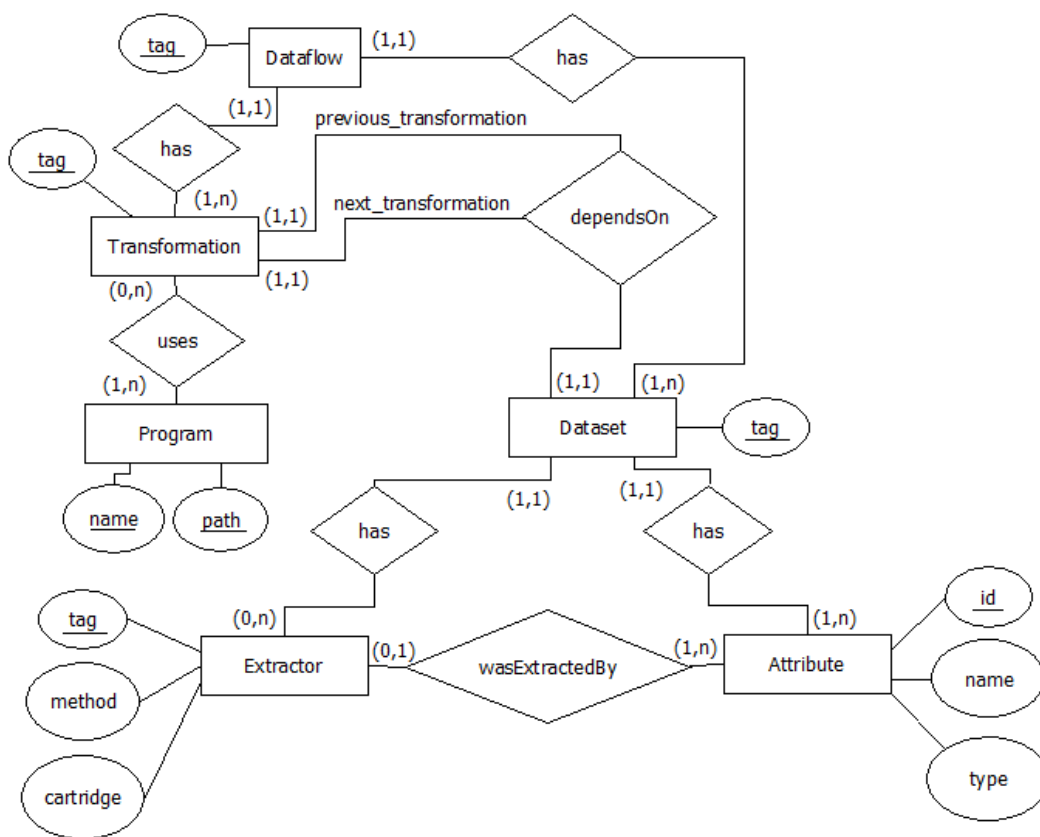 tag
Dataflow
(1,1)
has
(1,1)
has
previous_transformation
tag
(1,n)
(1,1)
next_transformation
dependsOn
Transformation
(0,n)
(1,1)
uses
(1,n)
(1,1)
(1,n)
Program
Dataset
tag
name
path
(1,1)
(1,1)
has
has
tag
(0,n)
(1,n)
id
Extractor
(0,1)
wasExtractedBy
(1,n)
Attribute
method
name
cartridge
type